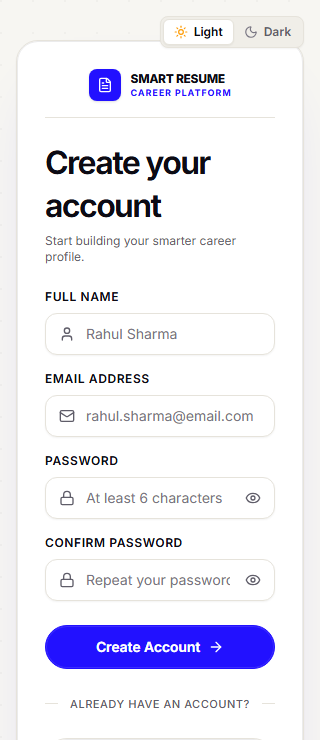 Light
Dark
SMART RESUME
CAREER PLATFORM
Create your
account
Start building your smarter career
profile.
FULL NAME
Rahul Sharma
EMAIL ADDRESS
rahul.sharma@email.com
PASSWORD
At least 6 characters
CONFIRM PASSWORD
Repeat your password
Create Account →
ALREADY HAVE AN ACCOUNT?